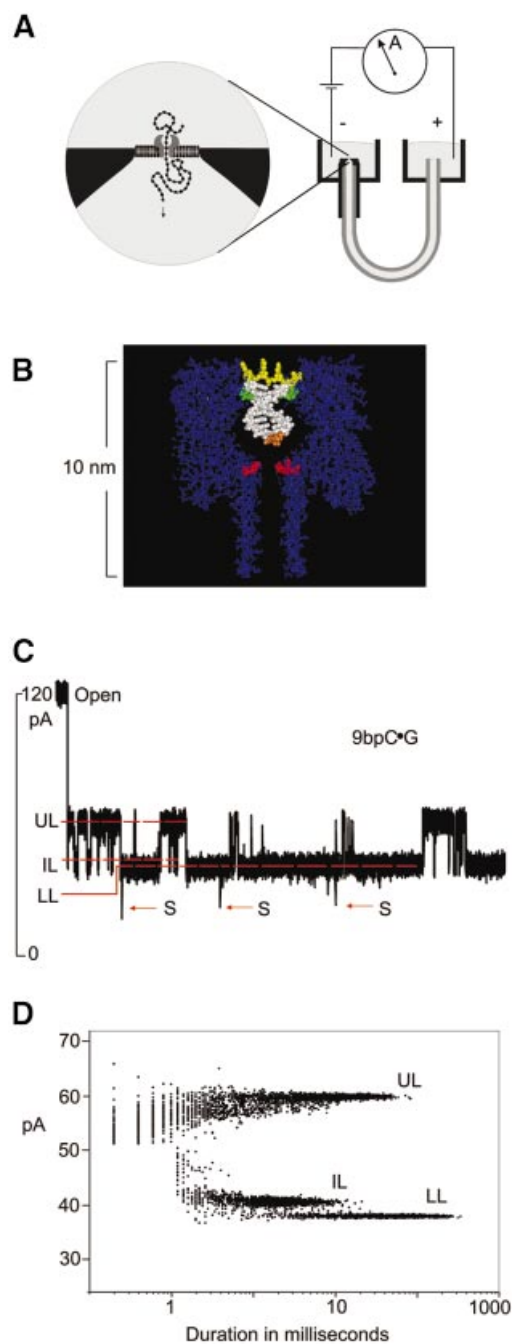 A
A
- +
B
10 nm
C
120 Open
pA
9bpC•G
UL
IL
LL
S S S
0
D
70
60 UL
pA
50
40 IL LL
30
1 10 1000
Duration in milliseconds